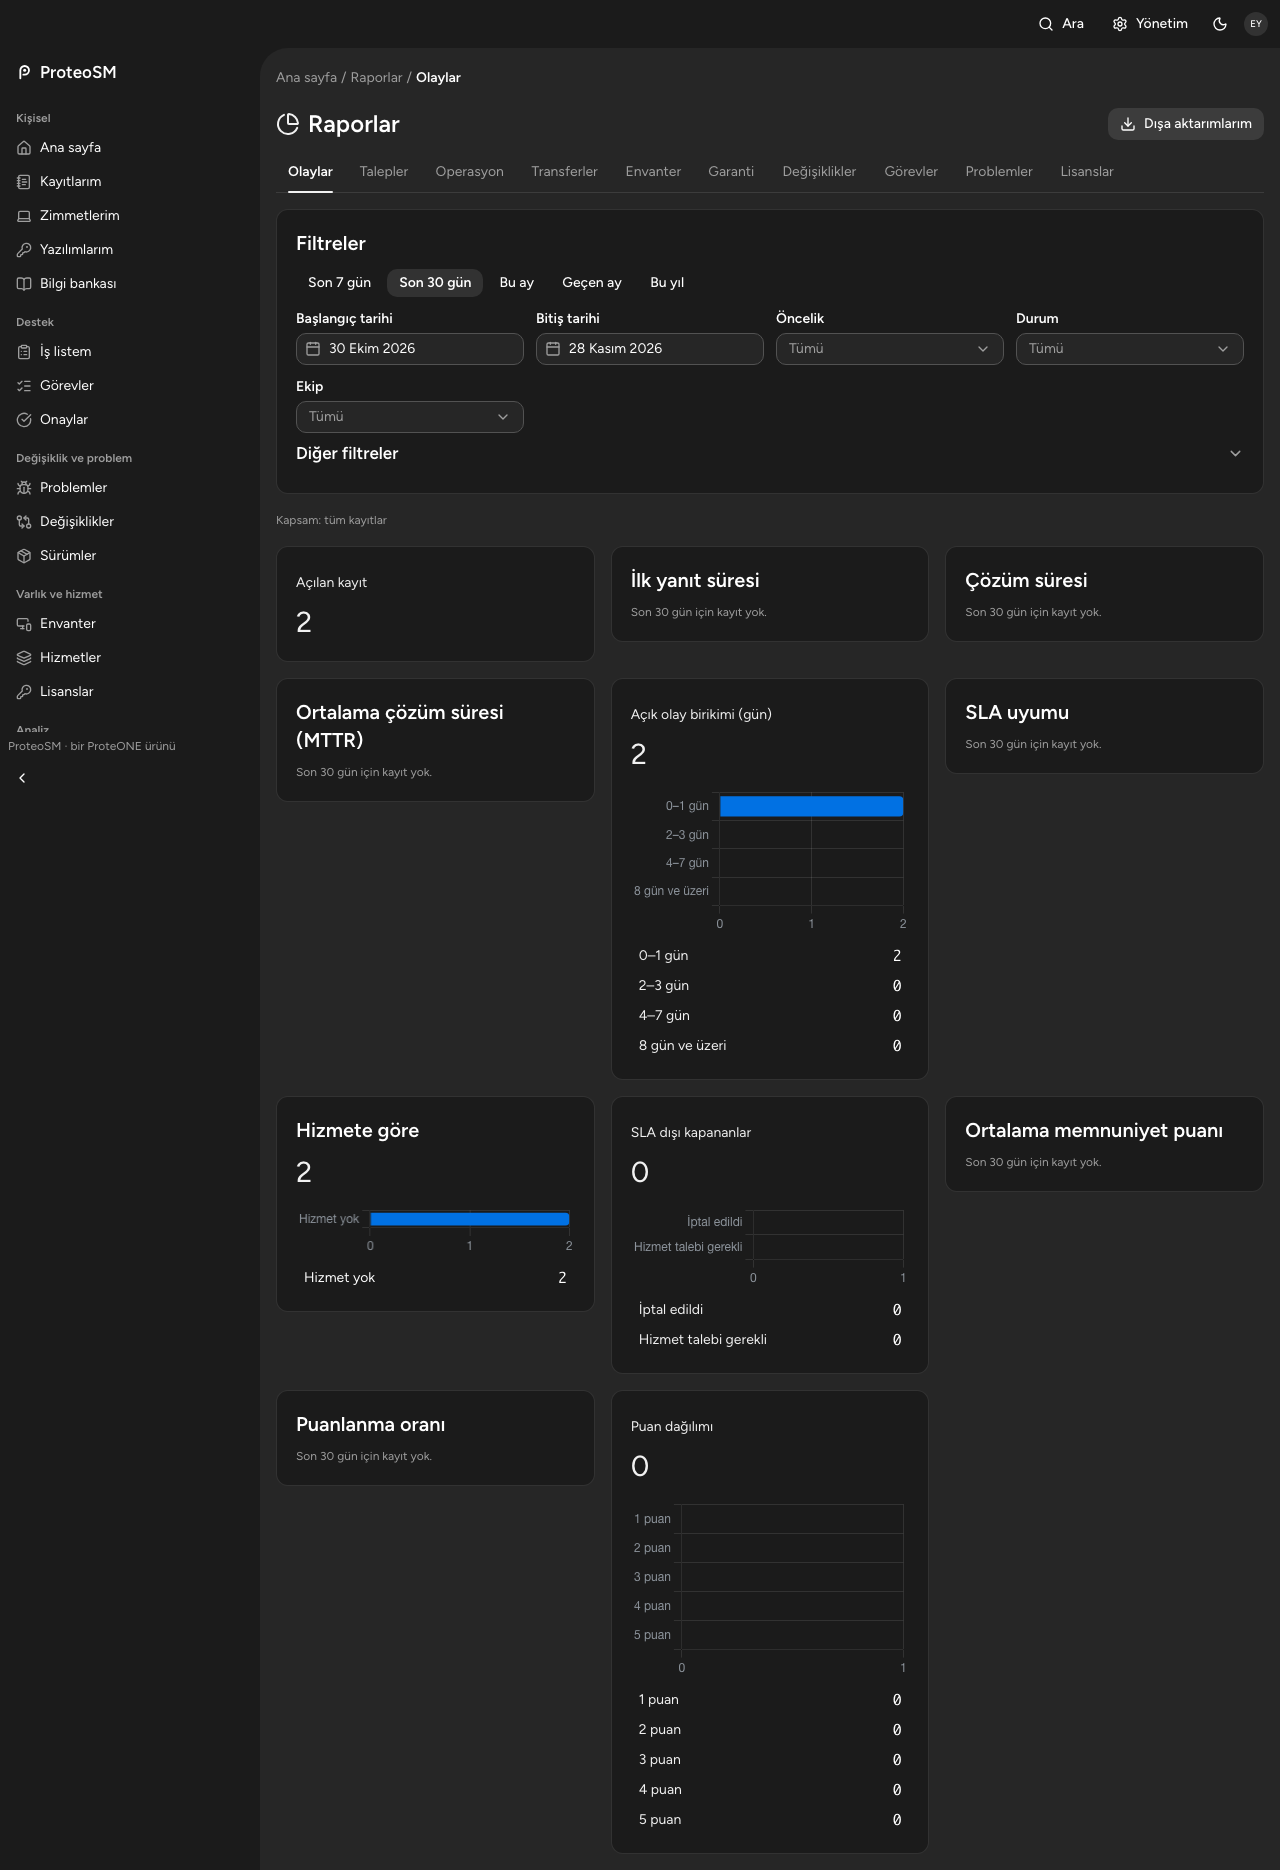 Ara
Yönetim
EY
ProteoSM
Kişisel
Ana sayfa
Kayıtlarım
Zimmetlerim
Yazılımlarım
Bilgi bankası
Destek
İş listem
Görevler
Onaylar
Değişiklik ve problem
Problemler
Değişiklikler
Sürümler
Varlık ve hizmet
Envanter
Hizmetler
Lisanslar
Analiz
ProteoSM · bir ProteONE ürünü
Ana sayfa / Raporlar / Olaylar
Raporlar
Dışa aktarımlarım
Olaylar Talepler Operasyon Transferler Envanter Garanti Değişiklikler Görevler Problemler Lisanslar
Filtreler
Son 7 gün Son 30 gün Bu ay Geçen ay Bu yıl
Başlangıç tarihi Bitiş tarihi Öncelik Durum
30 Ekim 2026 28 Kasım 2026 Tümü Tümü
Ekip
Tümü
Diğer filtreler
Kapsam: tüm kayıtlar
Açılan kayıt
2
İlk yanıt süresi
Son 30 gün için kayıt yok.
Çözüm süresi
Son 30 gün için kayıt yok.
Ortalama çözüm süresi
(MTTR)
Son 30 gün için kayıt yok.
Açık olay birikimi (gün)
2
0–1 gün
2–3 gün
4–7 gün
8 gün ve üzeri
0 1 2
0–1 gün 2
2–3 gün 0
4–7 gün 0
8 gün ve üzeri 0
SLA uyumu
Son 30 gün için kayıt yok.
Hizmete göre
2
Hizmet yok
0 1 2
Hizmet yok 2
SLA dışı kapananlar
0
İptal edildi
Hizmet talebi gerekli
0 1
İptal edildi 0
Hizmet talebi gerekli 0
Ortalama memnuniyet puanı
Son 30 gün için kayıt yok.
Puanlanma oranı
Son 30 gün için kayıt yok.
Puan dağılımı
0
1 puan
2 puan
3 puan
4 puan
5 puan
0 1
1 puan 0
2 puan 0
3 puan 0
4 puan 0
5 puan 0